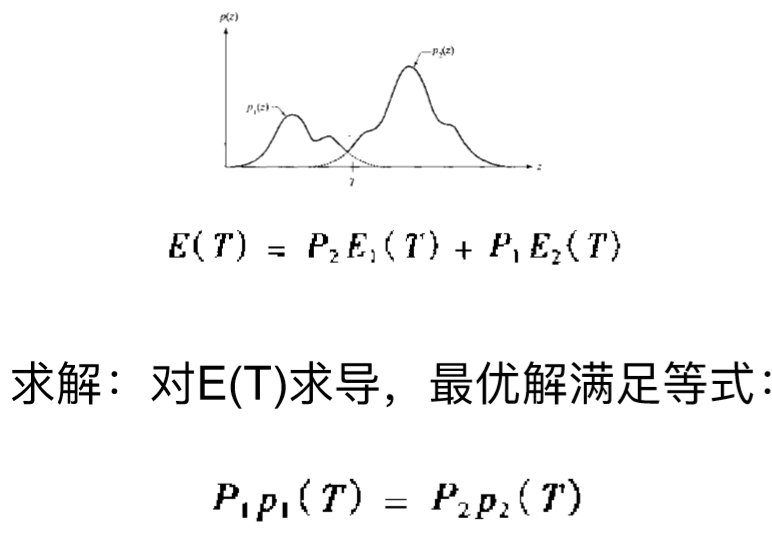 p(z)
p₂(z)
p₁(z)
z
T
E(T) = P₂E₁(T) + P₁E₂(T)
求解：对E(T)求导，最优解满足等式：
P₁p₁(T) = P₂p₂(T)